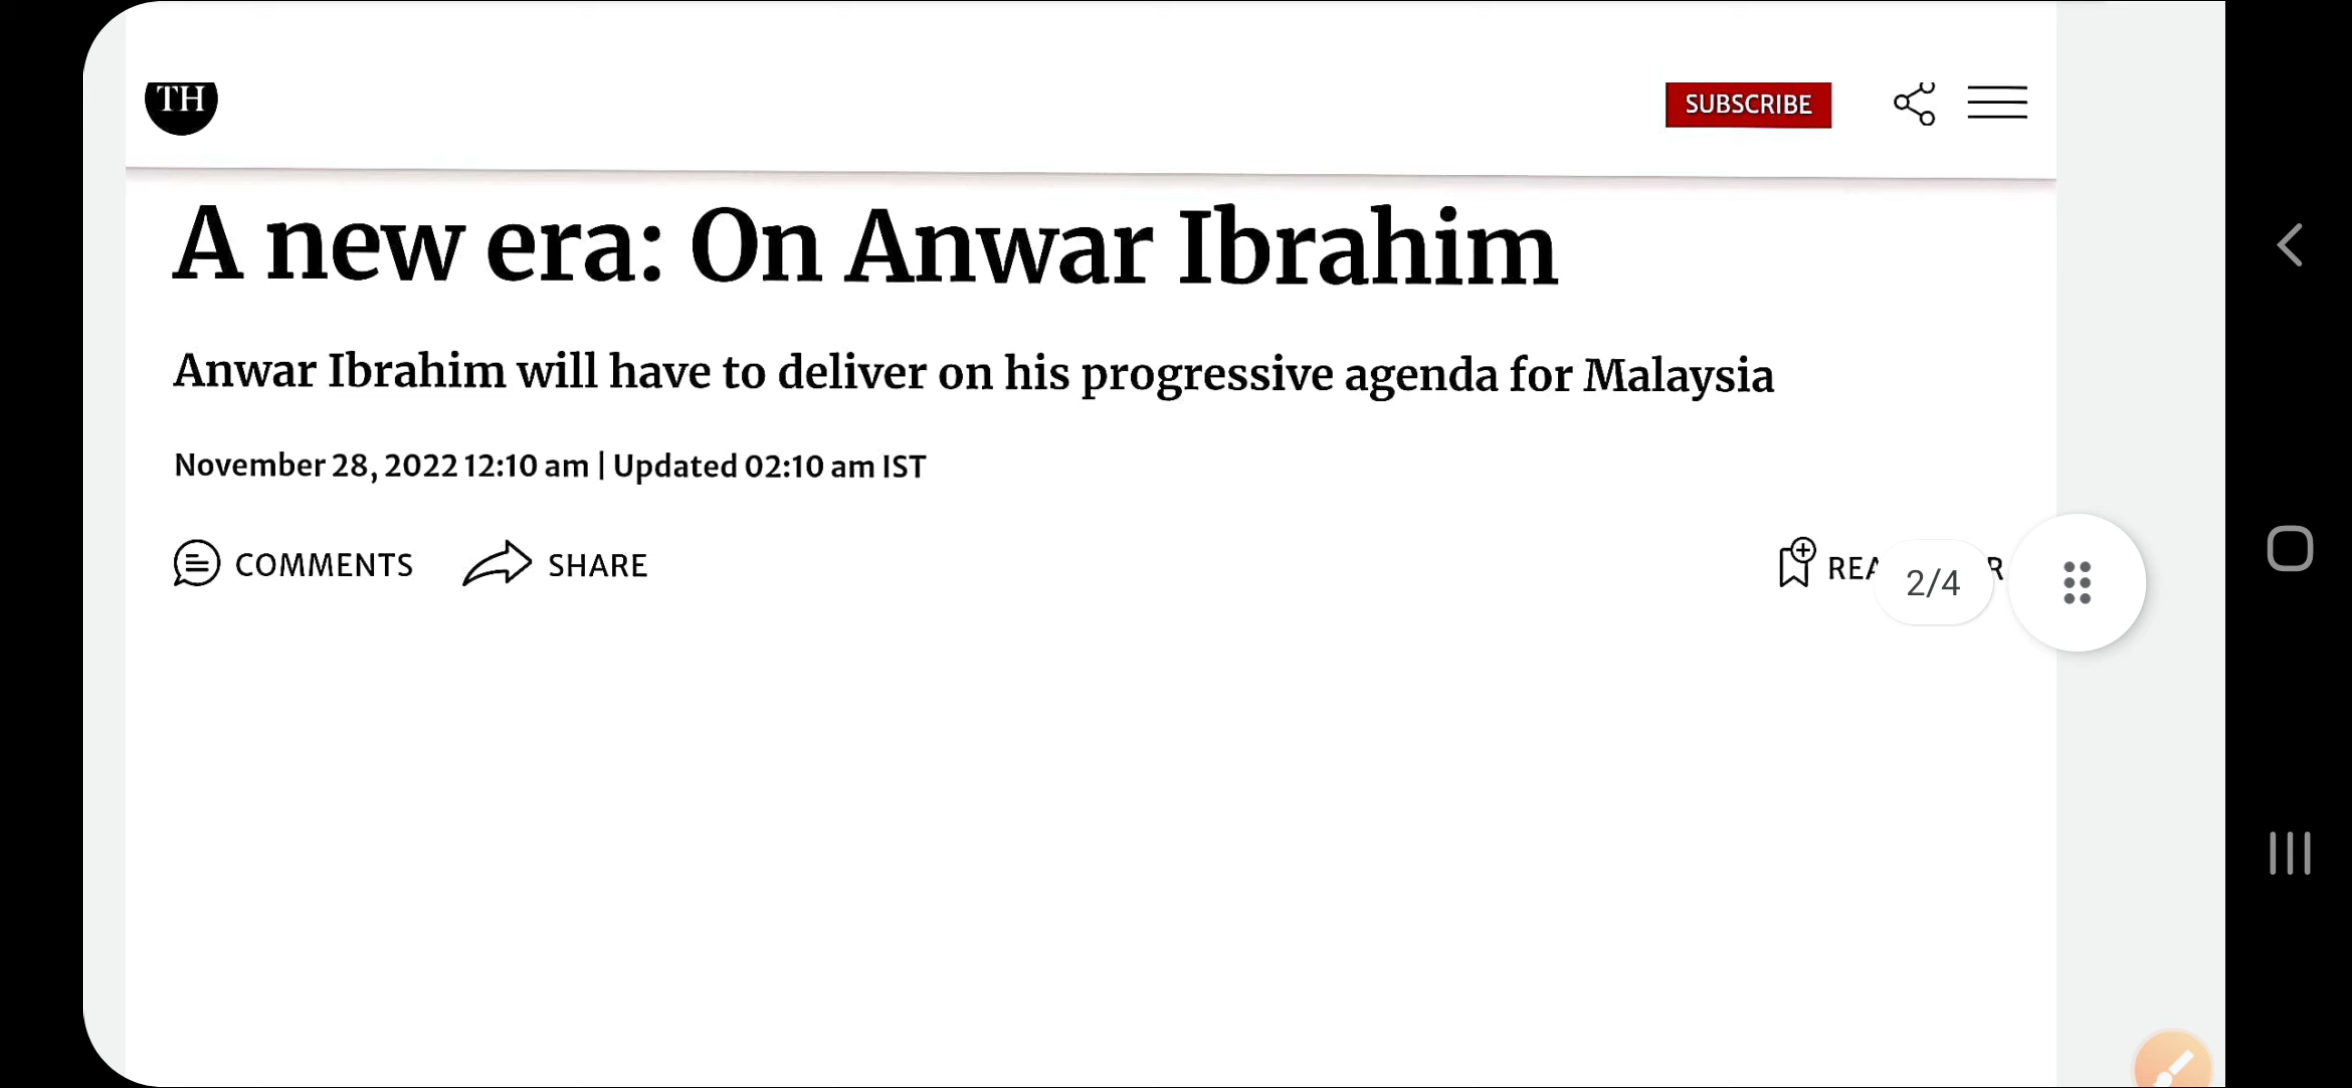 TH
SUBSCRIBE
A new era: On Anwar Ibrahim
Anwar Ibrahim will have to deliver on his progressive agenda for Malaysia
November 28, 2022 12:10 am | Updated 02:10 am IST
COMMENTS SHARE
2/4